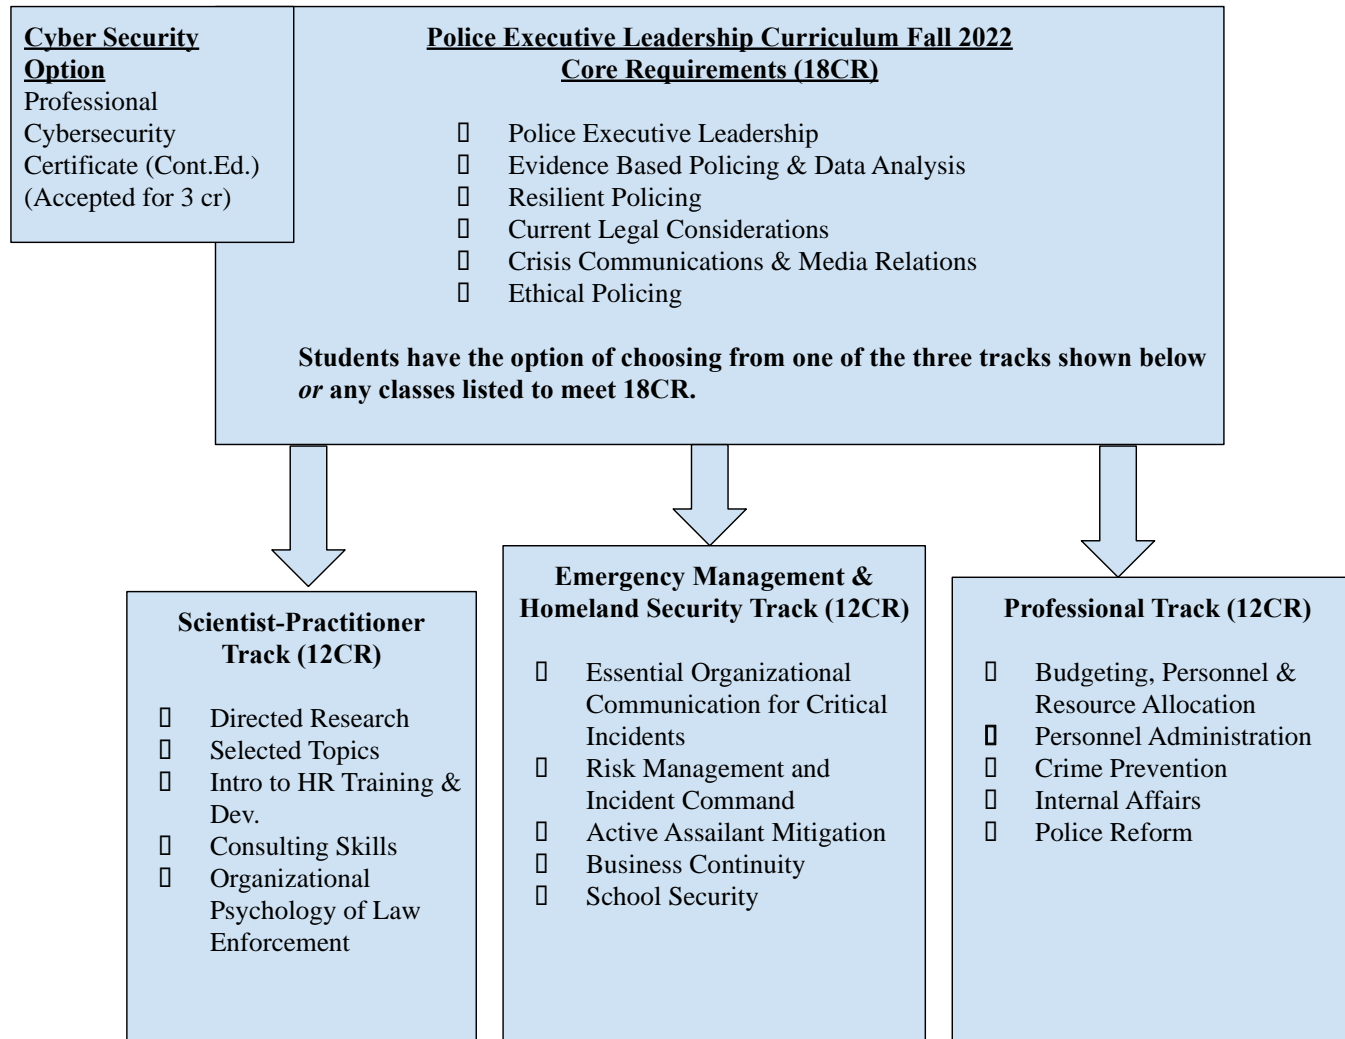 Cyber Security
Option
Professional
Cybersecurity
Certificate (Cont.Ed.)
(Accepted for 3 cr)
Police Executive Leadership Curriculum Fall 2022
Core Requirements (18CR)
▯ Police Executive Leadership
▯ Evidence Based Policing & Data Analysis
▯ Resilient Policing
▯ Current Legal Considerations
▯ Crisis Communications & Media Relations
▯ Ethical Policing
Students have the option of choosing from one of the three tracks shown below
or any classes listed to meet 18CR.
Scientist-Practitioner
Track (12CR)
▯ Directed Research
▯ Selected Topics
▯ Intro to HR Training &
Dev.
▯ Consulting Skills
▯ Organizational
Psychology of Law
Enforcement
Emergency Management &
Homeland Security Track (12CR)
▯ Essential Organizational
Communication for Critical
Incidents
▯ Risk Management and
Incident Command
▯ Active Assailant Mitigation
▯ Business Continuity
▯ School Security
Professional Track (12CR)
▯ Budgeting, Personnel &
Resource Allocation
▯ Personnel Administration
▯ Crime Prevention
▯ Internal Affairs
▯ Police Reform